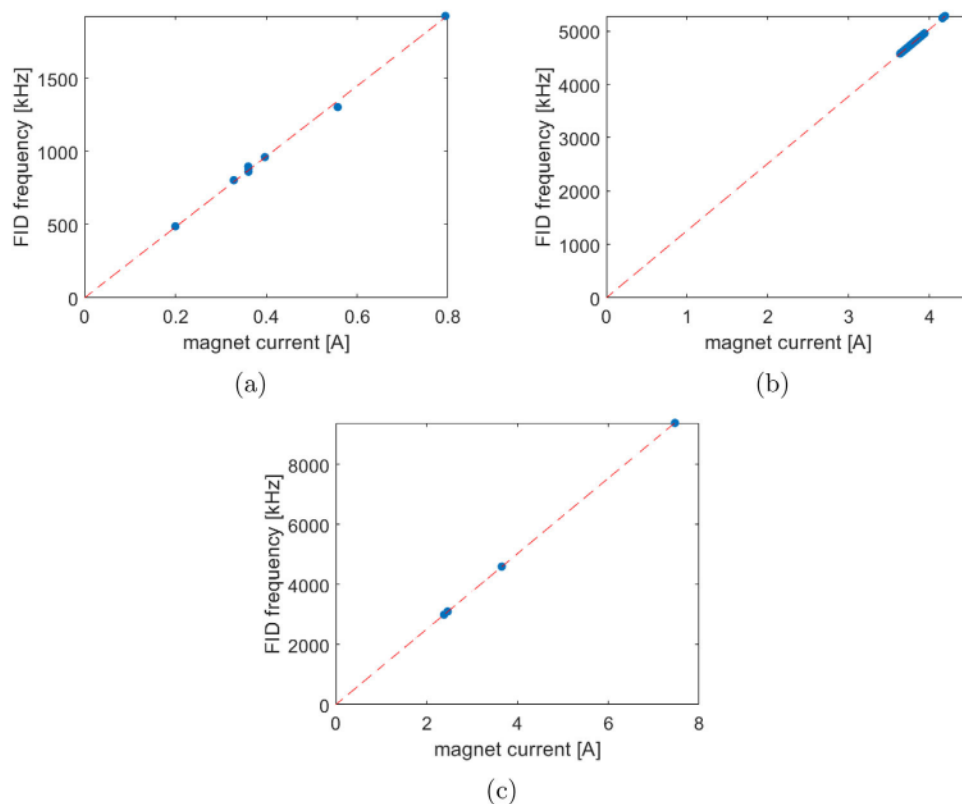 FID frequency [kHz]
1500
1000
500
0
0 0.2 0.4 0.6 0.8
magnet current [A]
(a)
FID frequency [kHz]
5000
4000
3000
2000
1000
0
0 1 2 3 4
magnet current [A]
(b)
FID frequency [kHz]
8000
6000
4000
2000
0
0 2 4 6 8
magnet current [A]
(c)